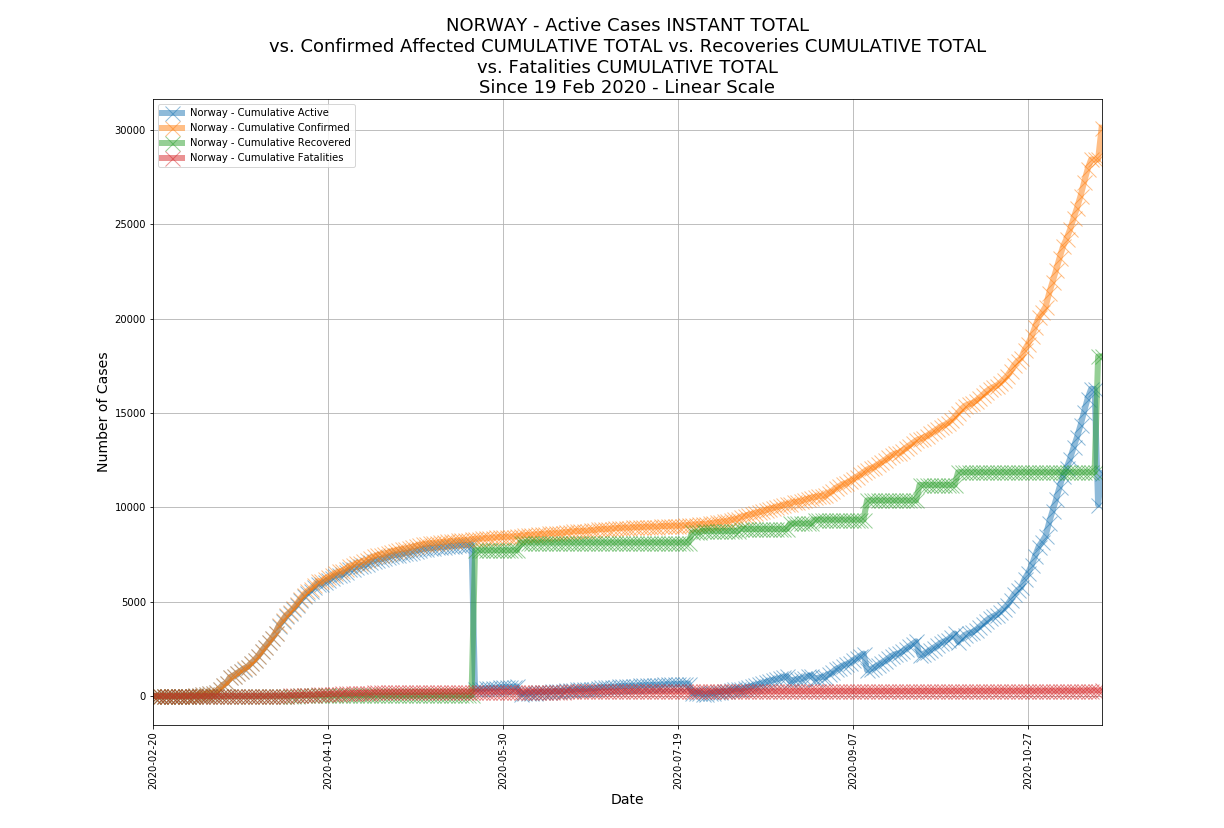 NORWAY - Active Cases INSTANT TOTAL
vs. Confirmed Affected CUMULATIVE TOTAL vs. Recoveries CUMULATIVE TOTAL
vs. Fatalities CUMULATIVE TOTAL
Since 19 Feb 2020 - Linear Scale
Norway - Cumulative Active
Norway - Cumulative Confirmed
Norway - Cumulative Recovered
Norway - Cumulative Fatalities
Number of Cases
30000
25000
20000
15000
10000
5000
0
2020-02-20
2020-04-10
2020-05-30
2020-07-19
2020-09-07
2020-10-27
Date